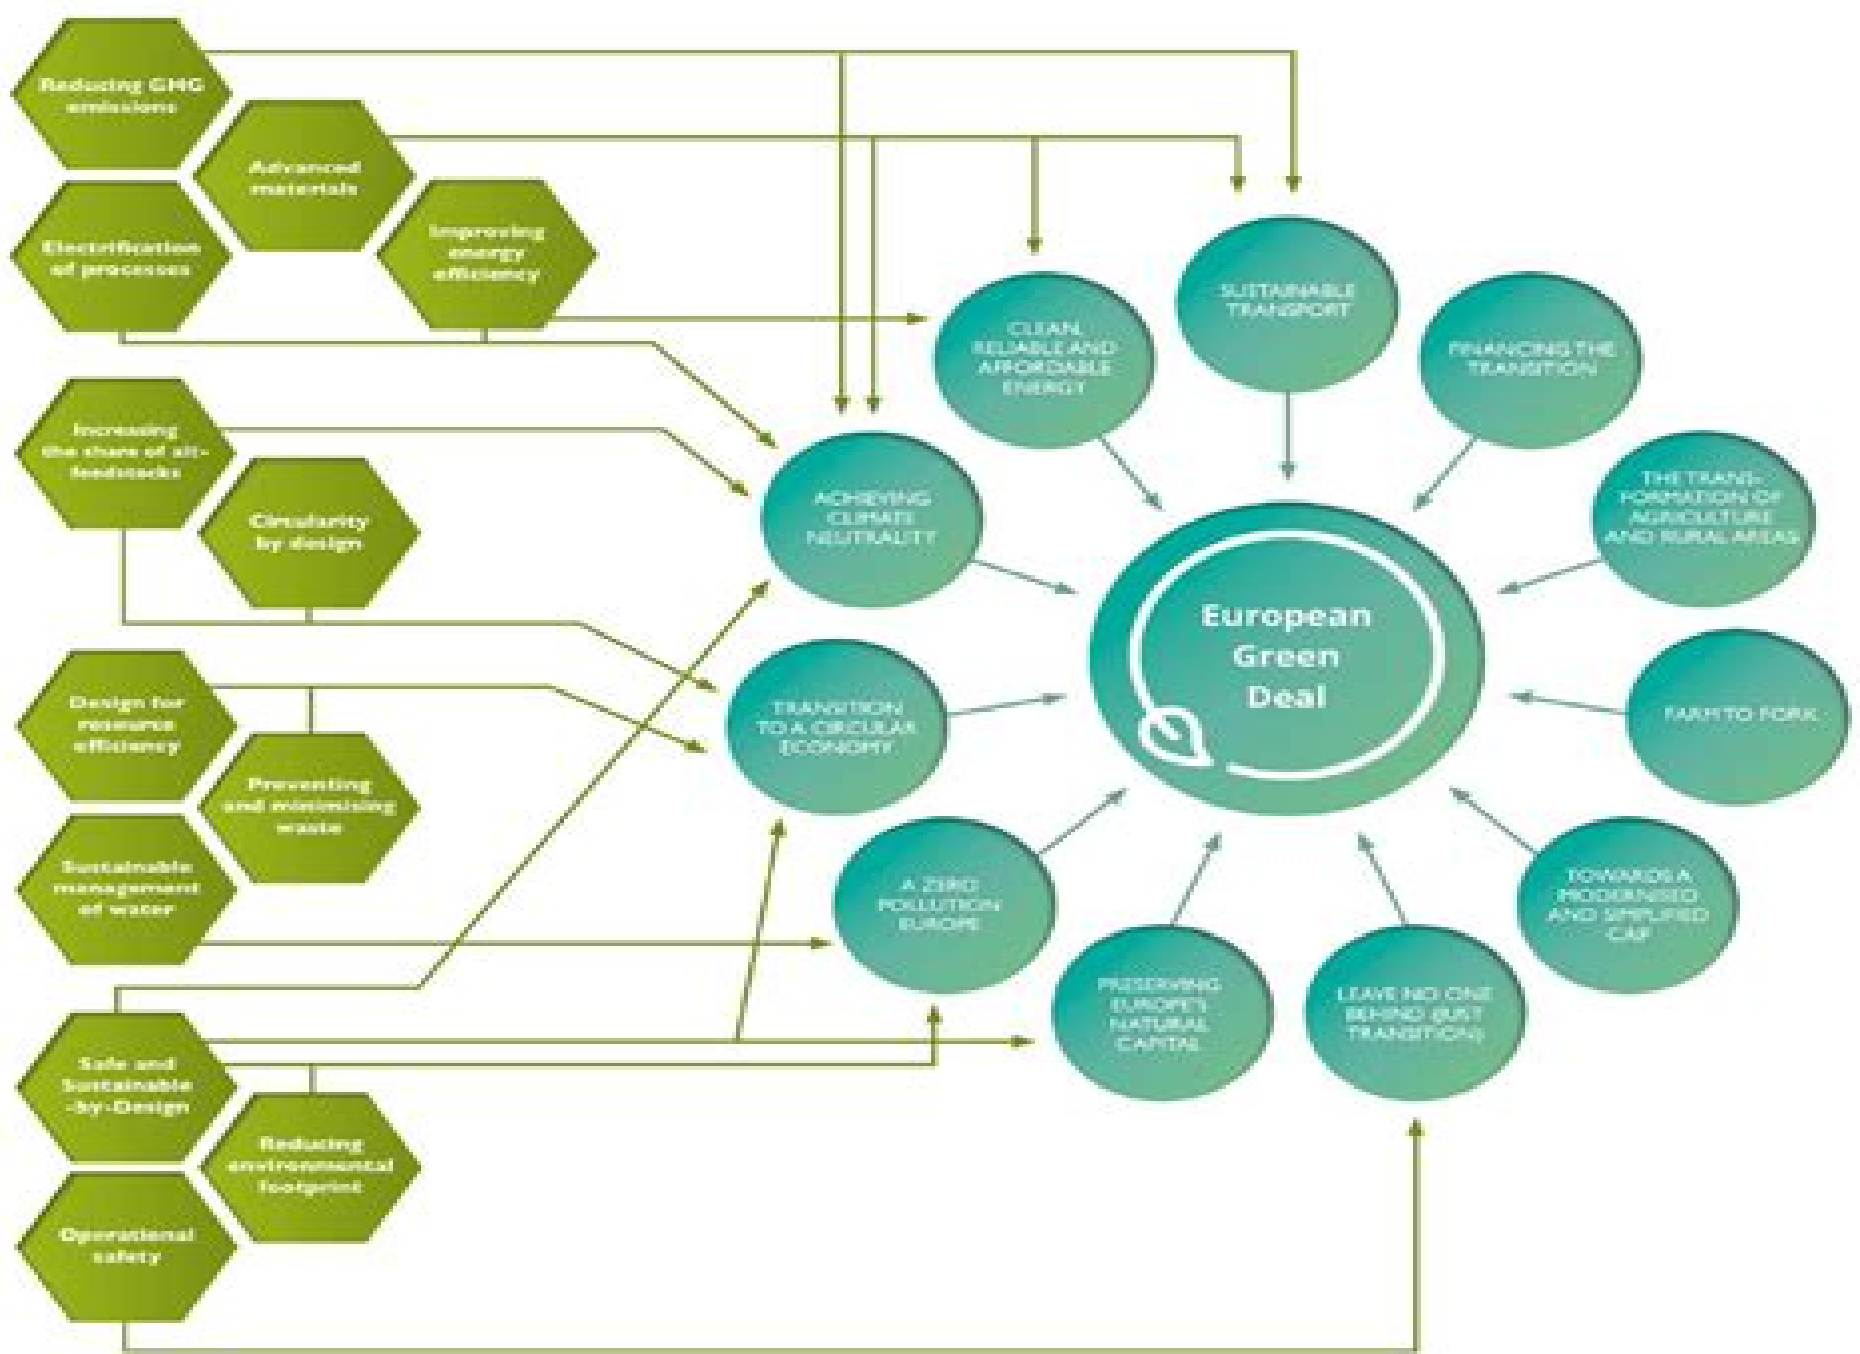 Reducing GHG
emissions
Advanced
materials
Electrification
of processes
Improving
energy
efficiency
Increasing
the share of alt-
feedstocks
Circularity
by design
Design for
resource
efficiency
Preventing
and minimising
waste
Sustainable
management
of water
Safe and
Sustainable
-by-Design
Reducing
environmental
footprint
Operational
safety
SUSTAINABLE
TRANSPORT
CLEAN,
RELIABLE AND
AFFORDABLE
ENERGY
FINANCING THE
TRANSITION
ACHIEVING
CLIMATE
NEUTRALITY
THE TRANS-
FORMATION OF
AGRICULTURE
AND RURAL AREAS
European
Green
Deal
TRANSITION
TO A CIRCULAR
ECONOMY
FARM TO FORK
A ZERO
POLLUTION
EUROPE
TOWARDS A
MODERNISED
AND SIMPLIFIED
CAP
PRESERVING
EUROPE'S
NATURAL
CAPITAL
LEAVE NO ONE
BEHIND (JUST
TRANSITION)